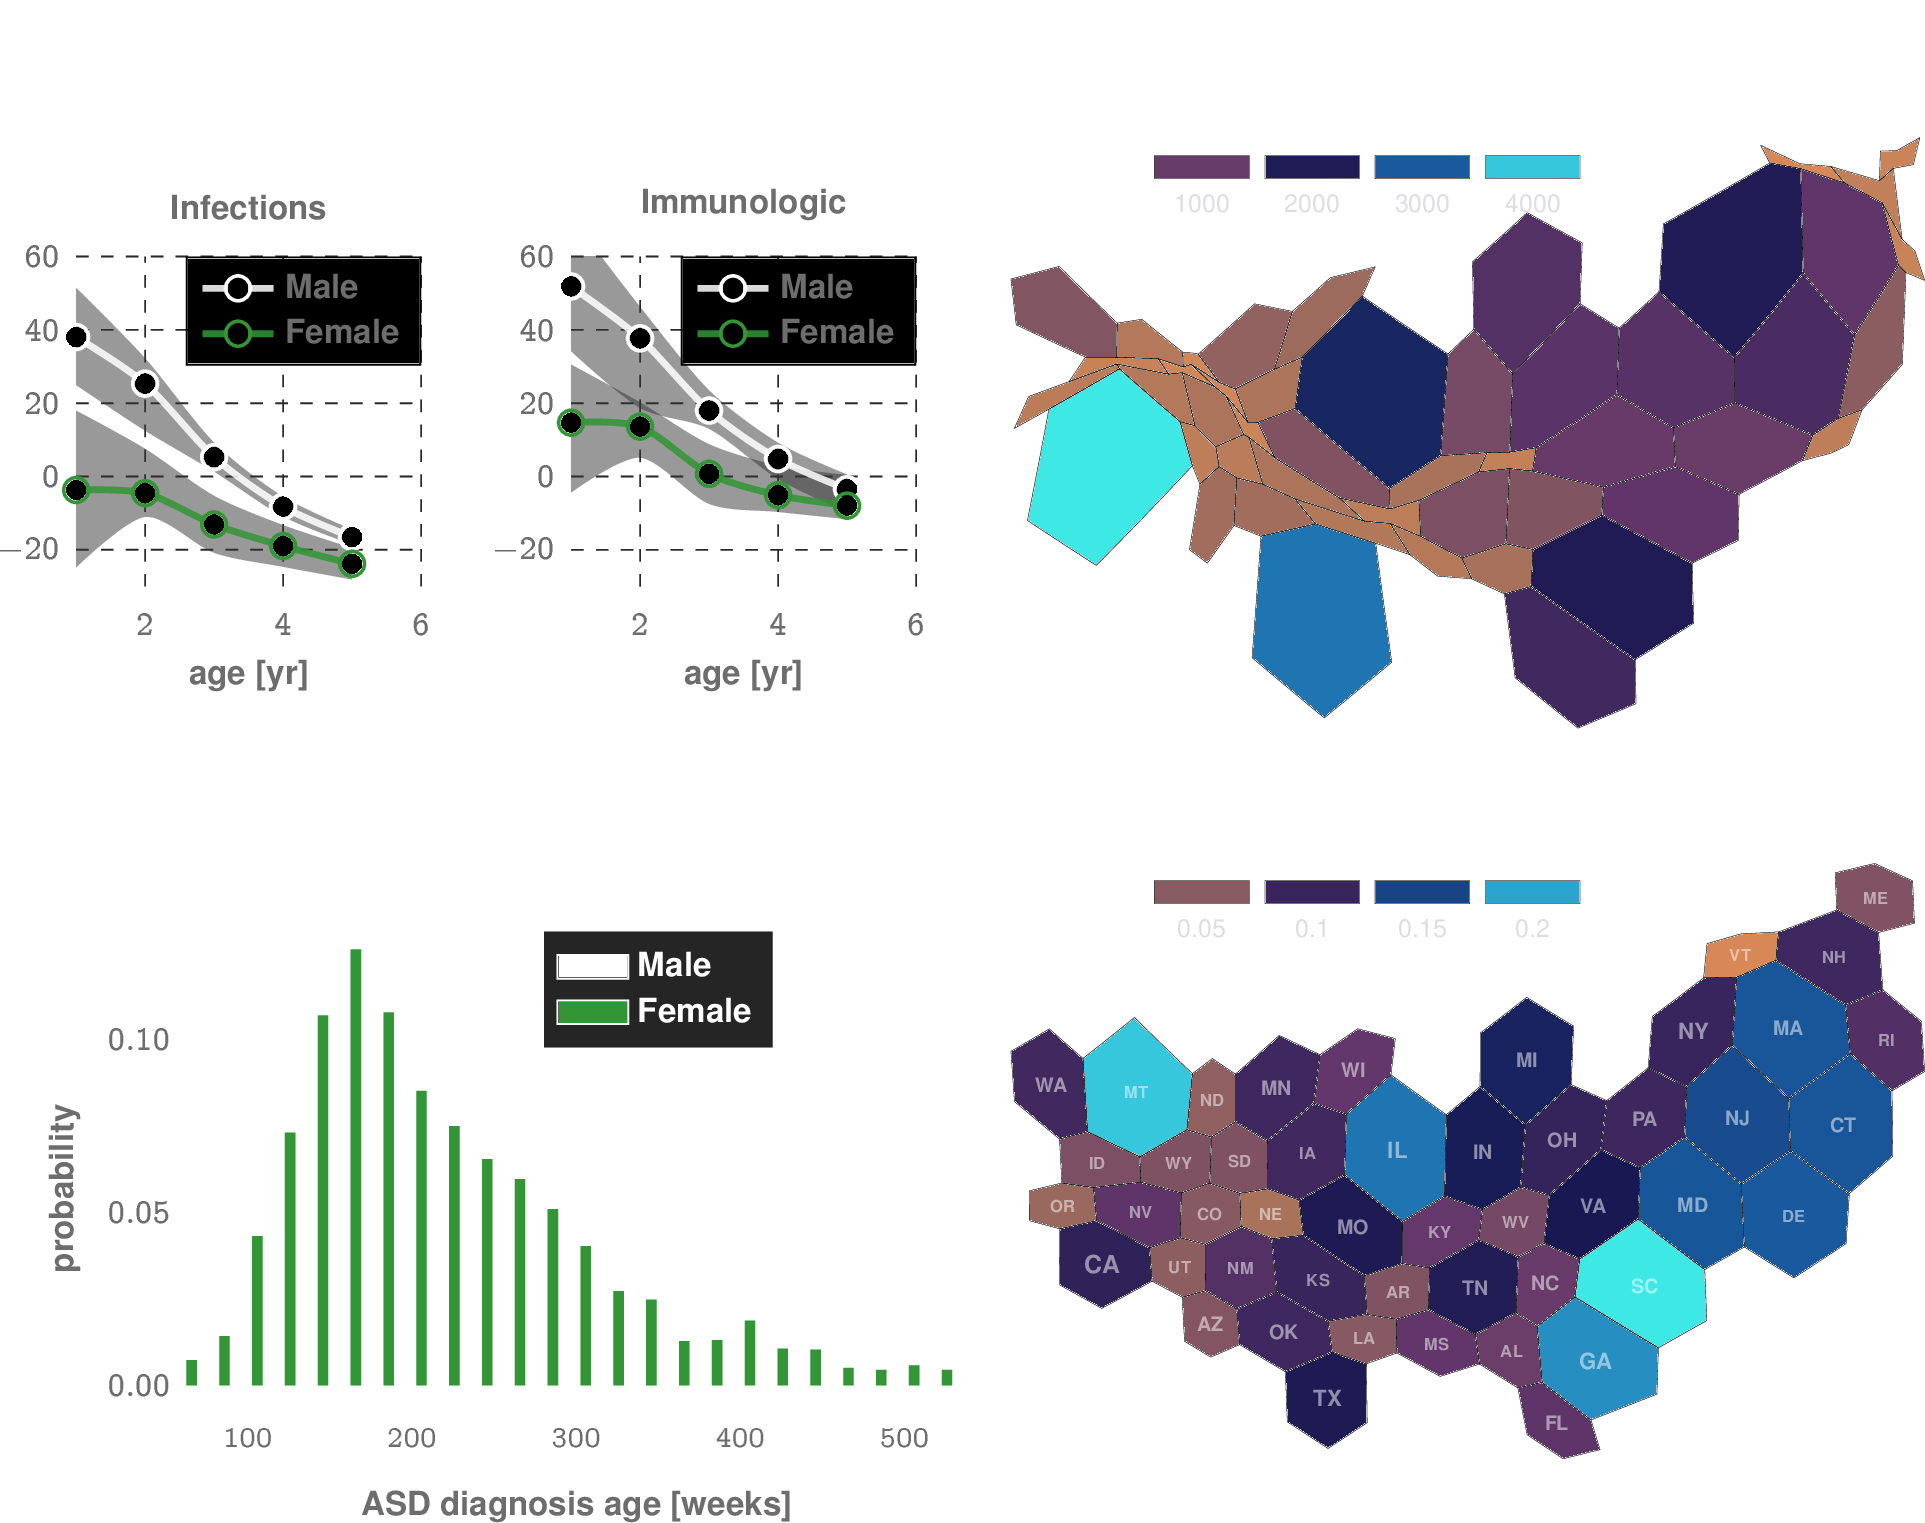 Infections
60
40
20
0
−20
Male
Female
2 4 6
age [yr]
Immunologic
60
40
20
0
−20
Male
Female
2 4 6
age [yr]
1000 2000 3000 4000
0.10
0.05
0.00
probability
Male
Female
100 200 300 400 500
ASD diagnosis age [weeks]
0.05 0.1 0.15 0.2
ME
VT NH
NY MA RI
WA MT ND MN WI MI
ID WY SD IA IL IN OH PA NJ CT
OR NV CO NE MO KY WV VA MD DE
CA UT NM KS AR TN NC SC
AZ OK LA MS AL GA
TX FL